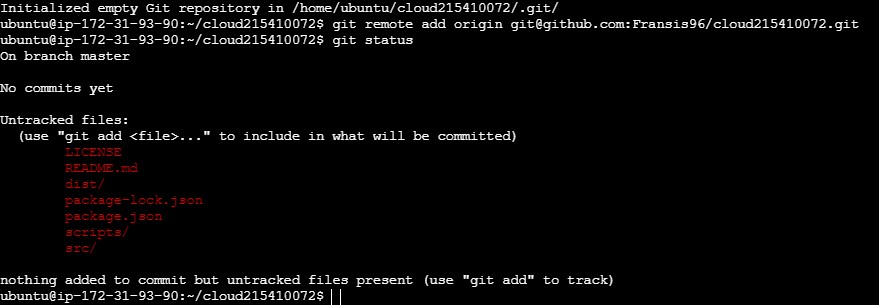 Initialized empty Git repository in /home/ubuntu/cloud215410072/.git/
ubuntu@ip-172-31-93-90:~/cloud215410072$ git remote add origin git@github.com:Fransis96/cloud215410072.git
ubuntu@ip-172-31-93-90:~/cloud215410072$ git status
On branch master

No commits yet

Untracked files:
  (use "git add <file>..." to include in what will be committed)
        LICENSE
        README.md
        dist/
        package-lock.json
        package.json
        scripts/
        src/

nothing added to commit but untracked files present (use "git add" to track)
ubuntu@ip-172-31-93-90:~/cloud215410072$